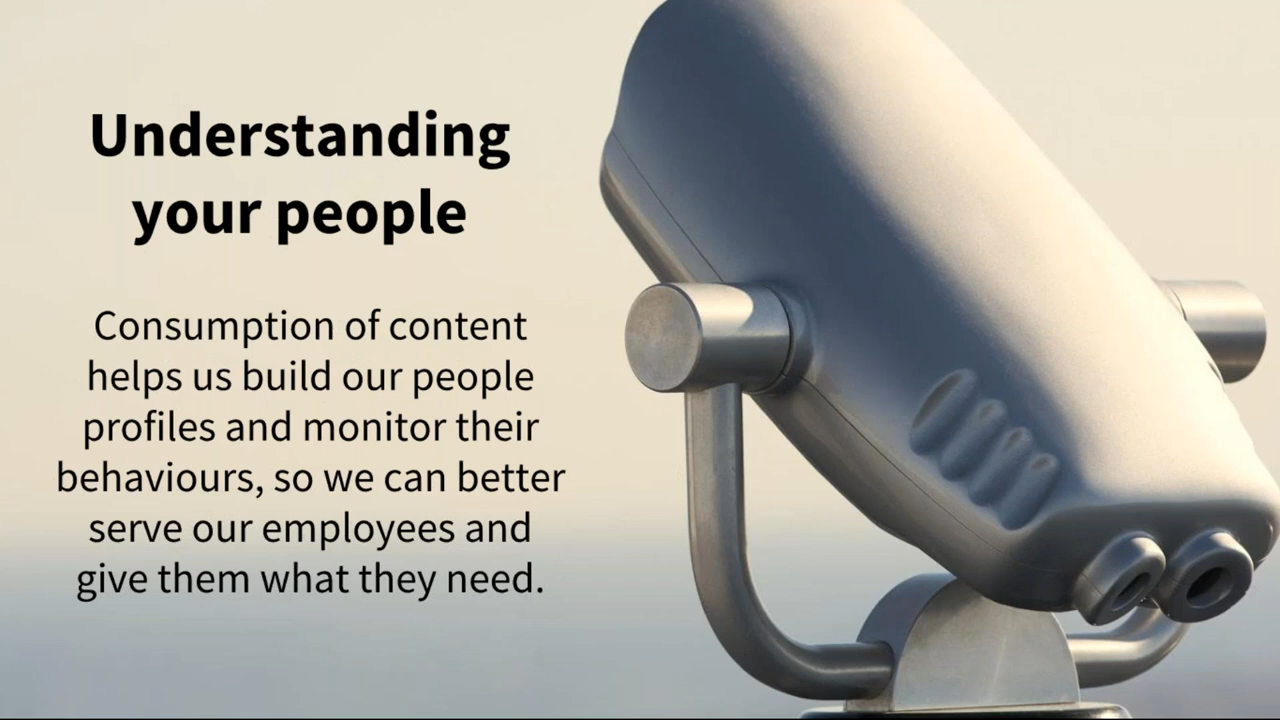 Understanding
your people
Consumption of content
helps us build our people
profiles and monitor their
behaviours, so we can better
serve our employees and
give them what they need.